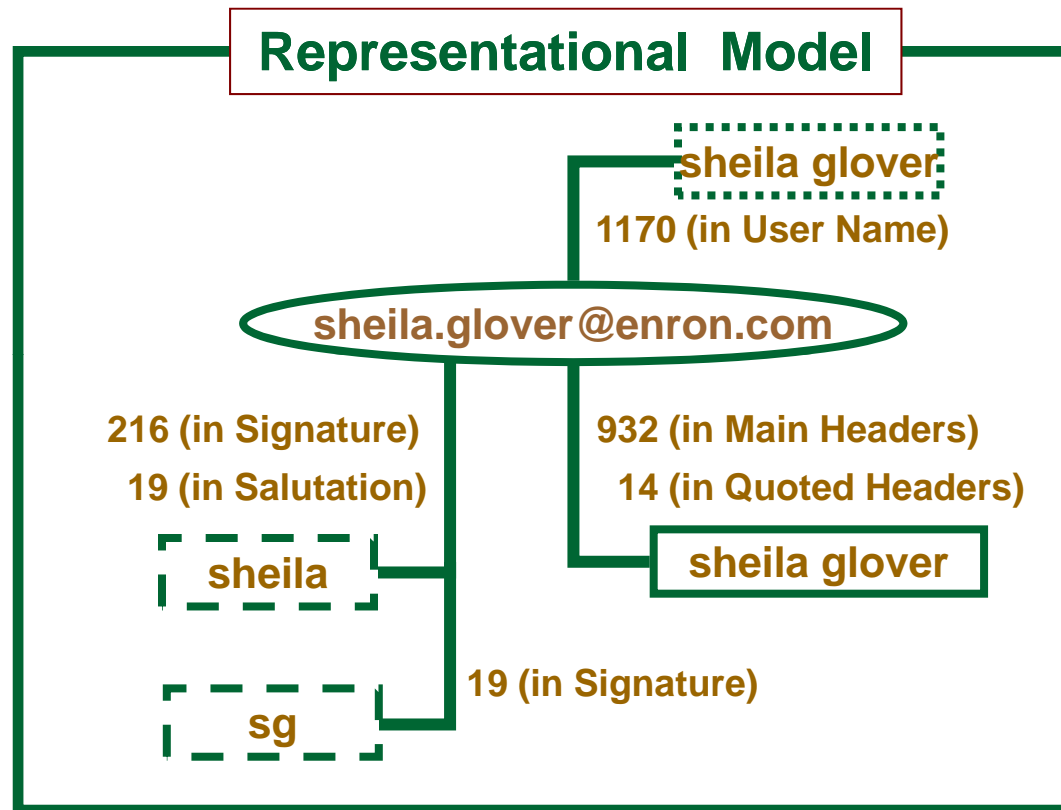 Representational Model
sheila glover
1170 (in User Name)
sheila.glover@enron.com
216 (in Signature)
19 (in Salutation)
932 (in Main Headers)
14 (in Quoted Headers)
sheila
sheila glover
19 (in Signature)
sg